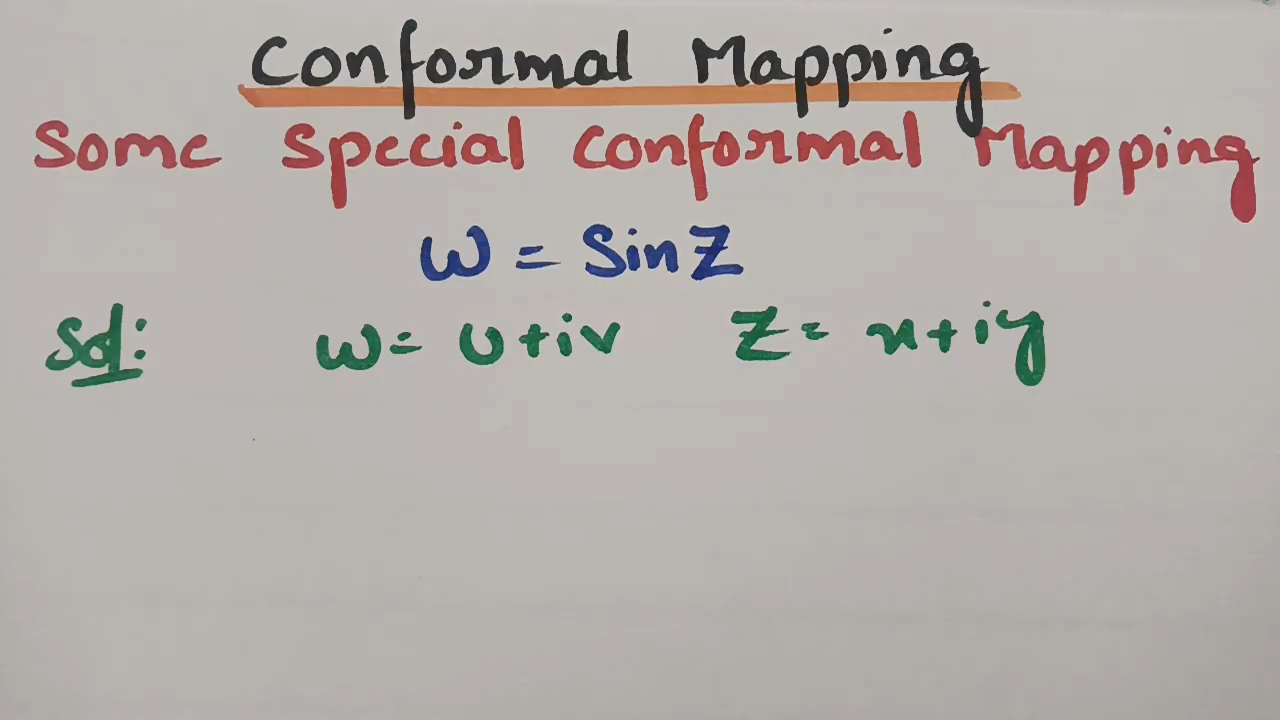 Conformal Mapping
Some Special Conformal Mapping
w = Sin Z
Sol: w = u+iv Z = x+iy